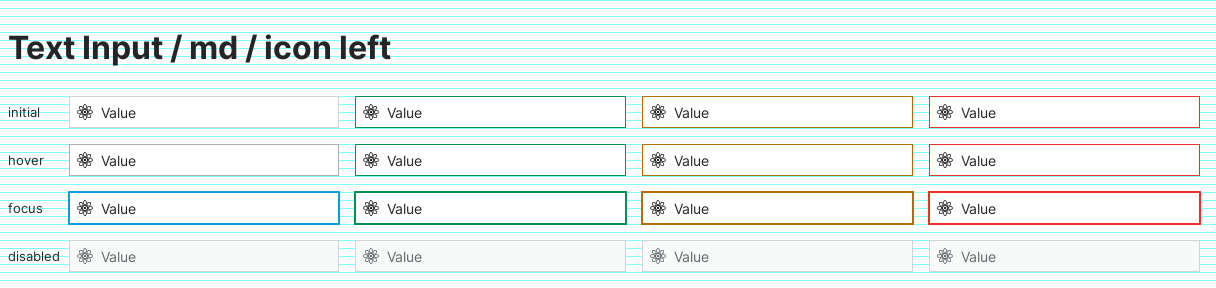 Text Input / md / icon left
initial Value Value Value Value
hover Value Value Value Value
focus Value Value Value Value
disabled Value Value Value Value